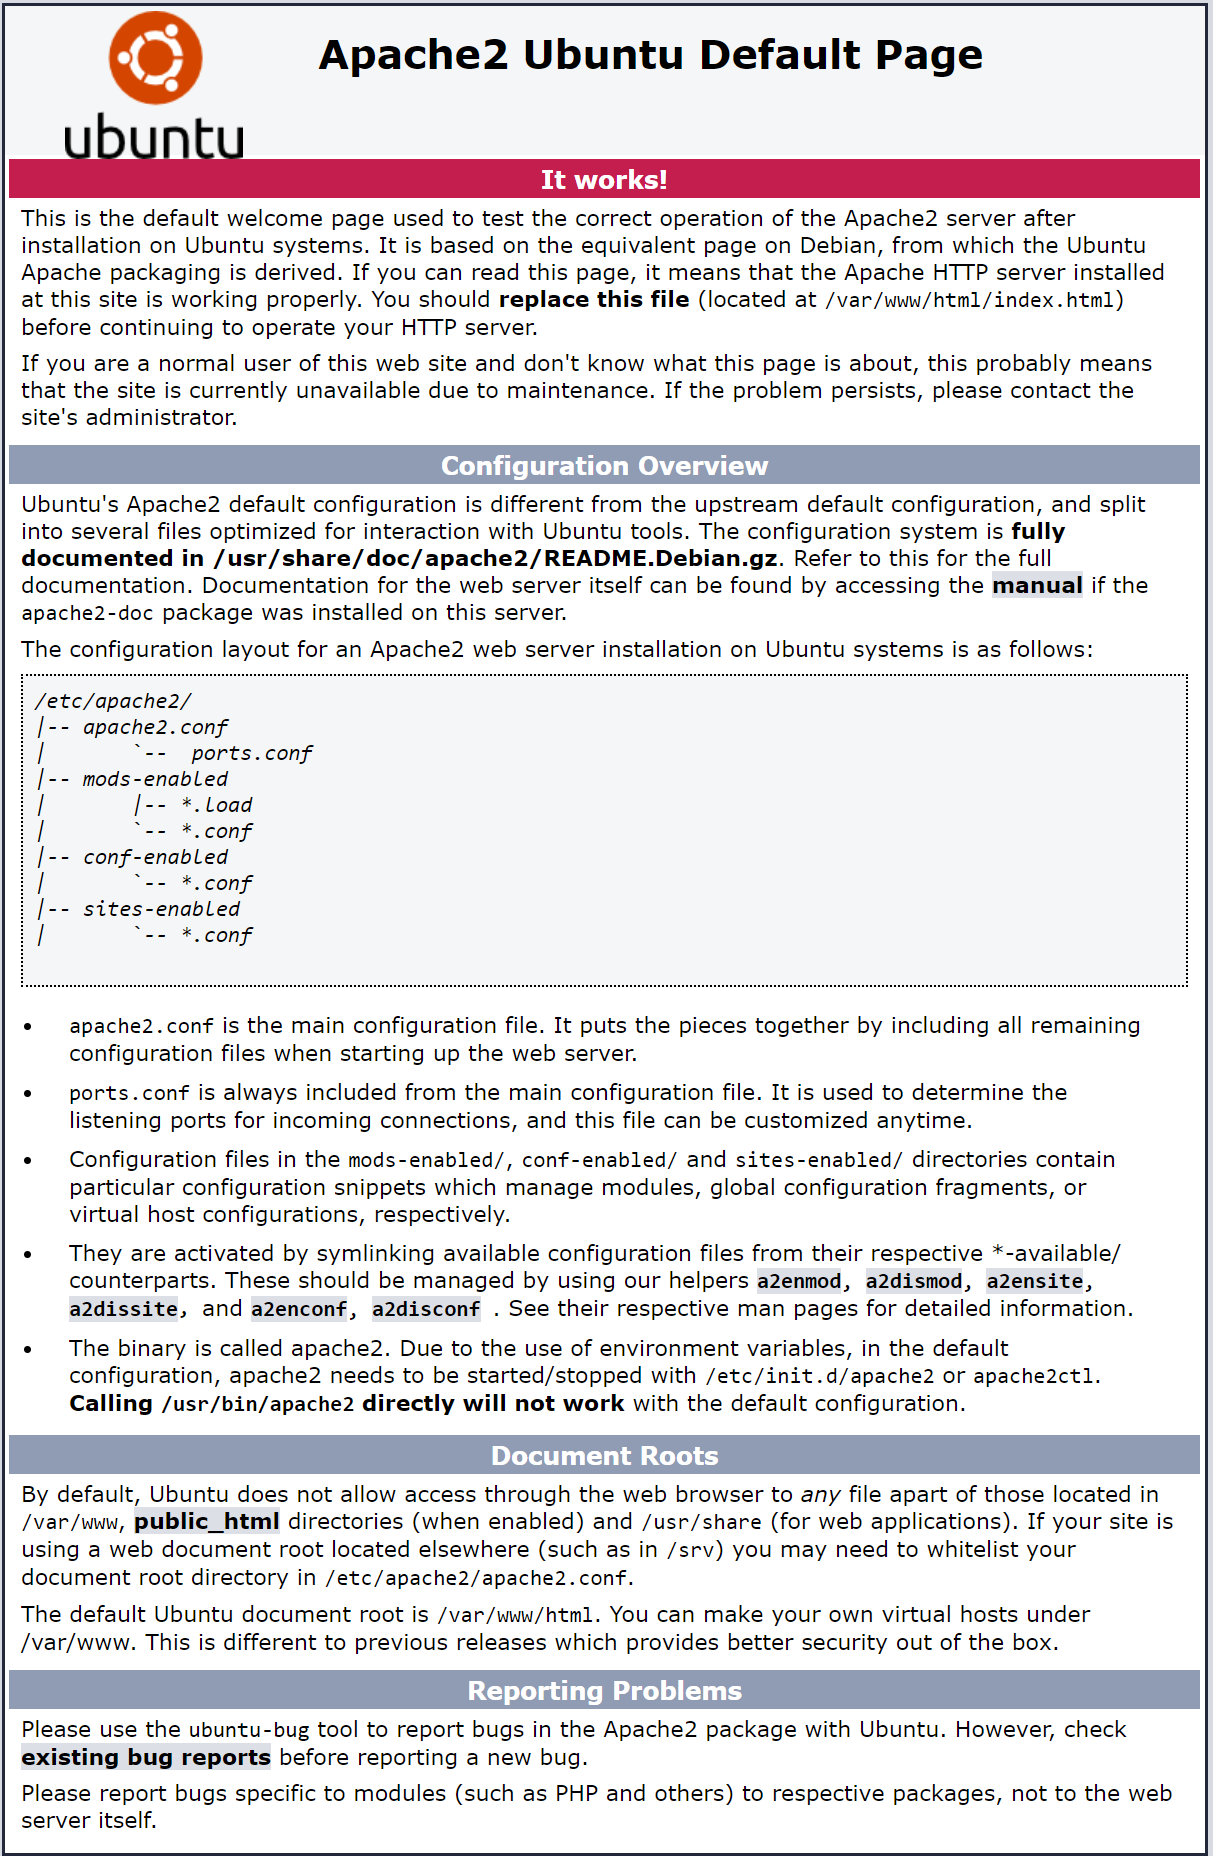 ubuntu
Apache2 Ubuntu Default Page
It works!
This is the default welcome page used to test the correct operation of the Apache2 server after
installation on Ubuntu systems. It is based on the equivalent page on Debian, from which the Ubuntu
Apache packaging is derived. If you can read this page, it means that the Apache HTTP server installed
at this site is working properly. You should replace this file (located at /var/www/html/index.html)
before continuing to operate your HTTP server.
If you are a normal user of this web site and don't know what this page is about, this probably means
that the site is currently unavailable due to maintenance. If the problem persists, please contact the
site's administrator.
Configuration Overview
Ubuntu's Apache2 default configuration is different from the upstream default configuration, and split
into several files optimized for interaction with Ubuntu tools. The configuration system is fully
documented in /usr/share/doc/apache2/README.Debian.gz. Refer to this for the full
documentation. Documentation for the web server itself can be found by accessing the manual if the
apache2-doc package was installed on this server.
The configuration layout for an Apache2 web server installation on Ubuntu systems is as follows:
/etc/apache2/
|-- apache2.conf
|       `--  ports.conf
|-- mods-enabled
|       |-- *.load
|       `-- *.conf
|-- conf-enabled
|       `-- *.conf
|-- sites-enabled
|       `-- *.conf
• apache2.conf is the main configuration file. It puts the pieces together by including all remaining
configuration files when starting up the web server.
• ports.conf is always included from the main configuration file. It is used to determine the
listening ports for incoming connections, and this file can be customized anytime.
• Configuration files in the mods-enabled/, conf-enabled/ and sites-enabled/ directories contain
particular configuration snippets which manage modules, global configuration fragments, or
virtual host configurations, respectively.
• They are activated by symlinking available configuration files from their respective *-available/
counterparts. These should be managed by using our helpers a2enmod, a2dismod, a2ensite,
a2dissite, and a2enconf, a2disconf . See their respective man pages for detailed information.
• The binary is called apache2. Due to the use of environment variables, in the default
configuration, apache2 needs to be started/stopped with /etc/init.d/apache2 or apache2ctl.
Calling /usr/bin/apache2 directly will not work with the default configuration.
Document Roots
By default, Ubuntu does not allow access through the web browser to any file apart of those located in
/var/www, public_html directories (when enabled) and /usr/share (for web applications). If your site is
using a web document root located elsewhere (such as in /srv) you may need to whitelist your
document root directory in /etc/apache2/apache2.conf.
The default Ubuntu document root is /var/www/html. You can make your own virtual hosts under
/var/www. This is different to previous releases which provides better security out of the box.
Reporting Problems
Please use the ubuntu-bug tool to report bugs in the Apache2 package with Ubuntu. However, check
existing bug reports before reporting a new bug.
Please report bugs specific to modules (such as PHP and others) to respective packages, not to the web
server itself.